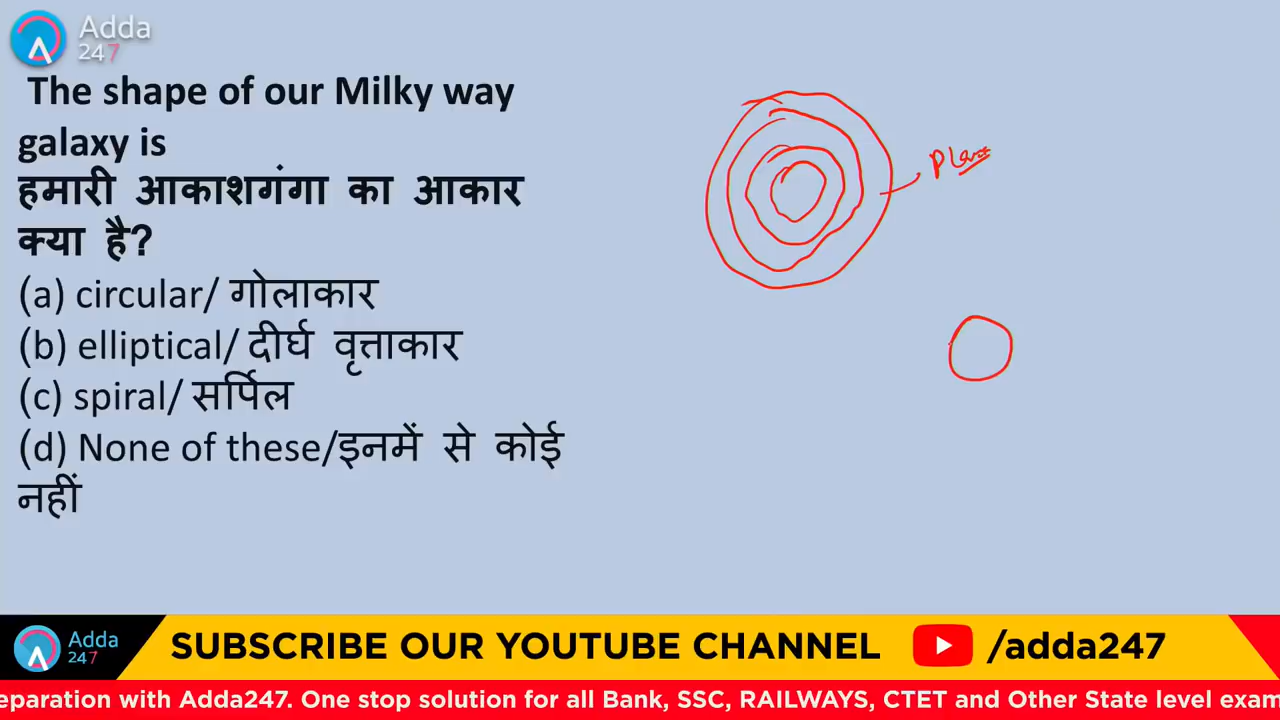 Adda
247
The shape of our Milky way
galaxy is
हमारी आकाशगंगा का आकार
क्या है?
(a) circular/ गोलाकार
(b) elliptical/ दीर्घ वृत्ताकार
(c) spiral/ सर्पिल
(d) None of these/इनमें से कोई
नहीं
Adda
247
SUBSCRIBE OUR YOUTUBE CHANNEL
/adda247
eparation with Adda247. One stop solution for all Bank, SSC, RAILWAYS, CTET and Other State level exam